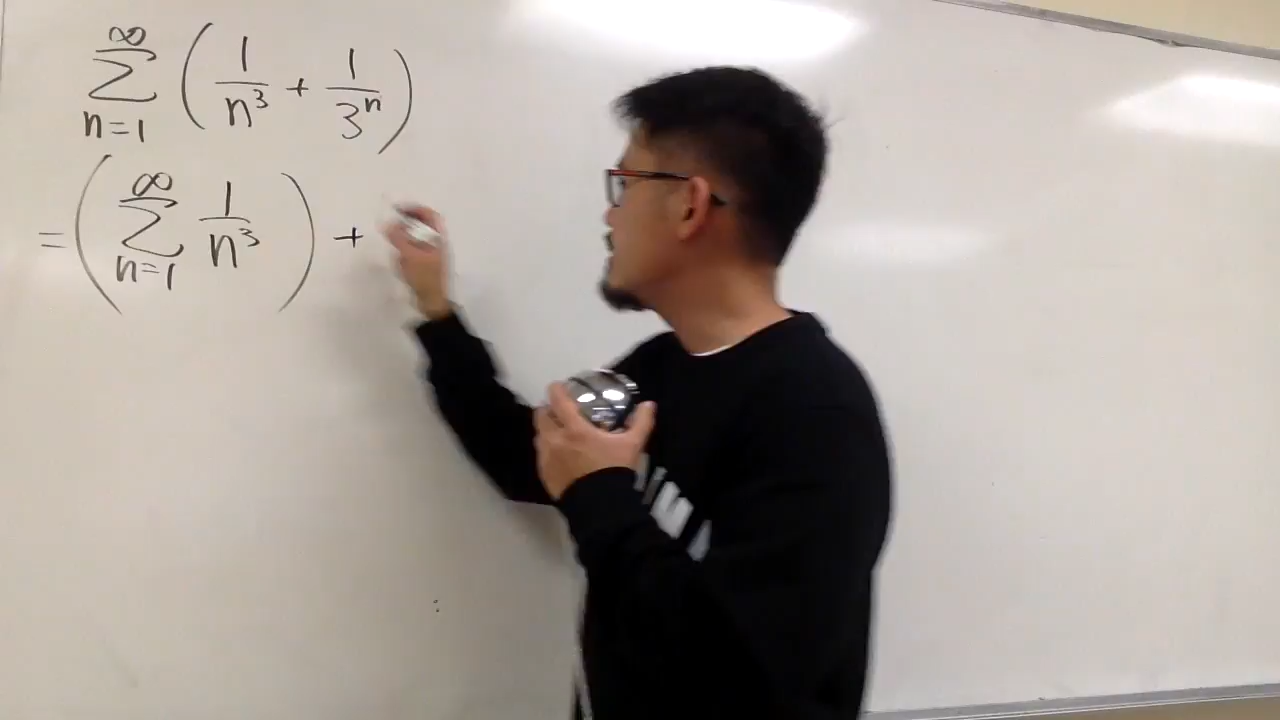 ∞ ∑ n=1 ( 1/n³ + 1/3ⁿ )
= ( ∞ ∑ n=1 1/n³ ) +